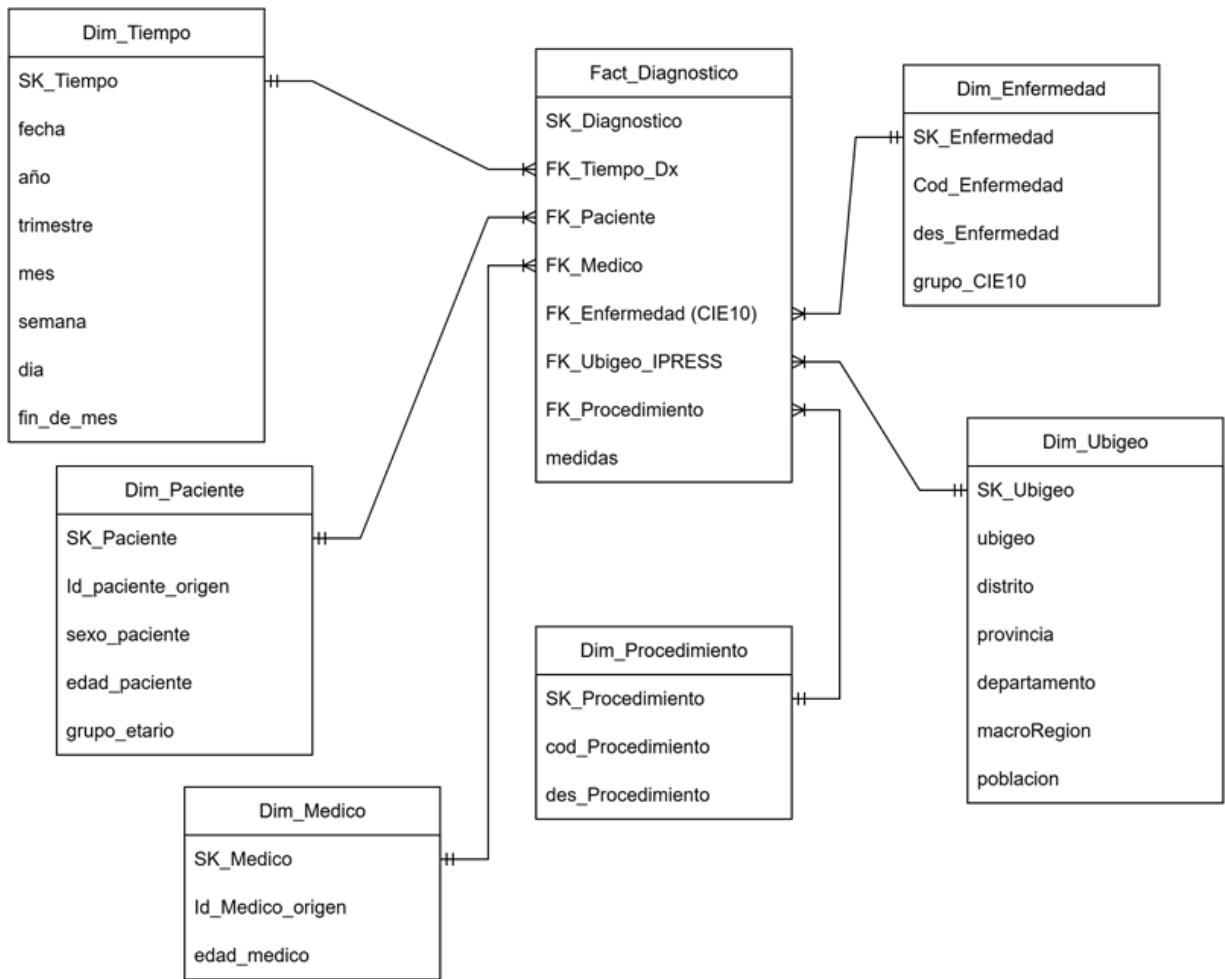 Dim_Tiempo
SK_Tiempo
fecha
año
trimestre
mes
semana
dia
fin_de_mes
Dim_Paciente
SK_Paciente
Id_paciente_origen
sexo_paciente
edad_paciente
grupo_etario
Dim_Medico
SK_Medico
Id_Medico_origen
edad_medico
Fact_Diagnostico
SK_Diagnostico
FK_Tiempo_Dx
FK_Paciente
FK_Medico
FK_Enfermedad (CIE10)
FK_Ubigeo_IPRESS
FK_Procedimiento
medidas
Dim_Procedimiento
SK_Procedimiento
cod_Procedimiento
des_Procedimiento
Dim_Enfermedad
SK_Enfermedad
Cod_Enfermedad
des_Enfermedad
grupo_CIE10
Dim_Ubigeo
SK_Ubigeo
ubigeo
distrito
provincia
departamento
macroRegion
poblacion